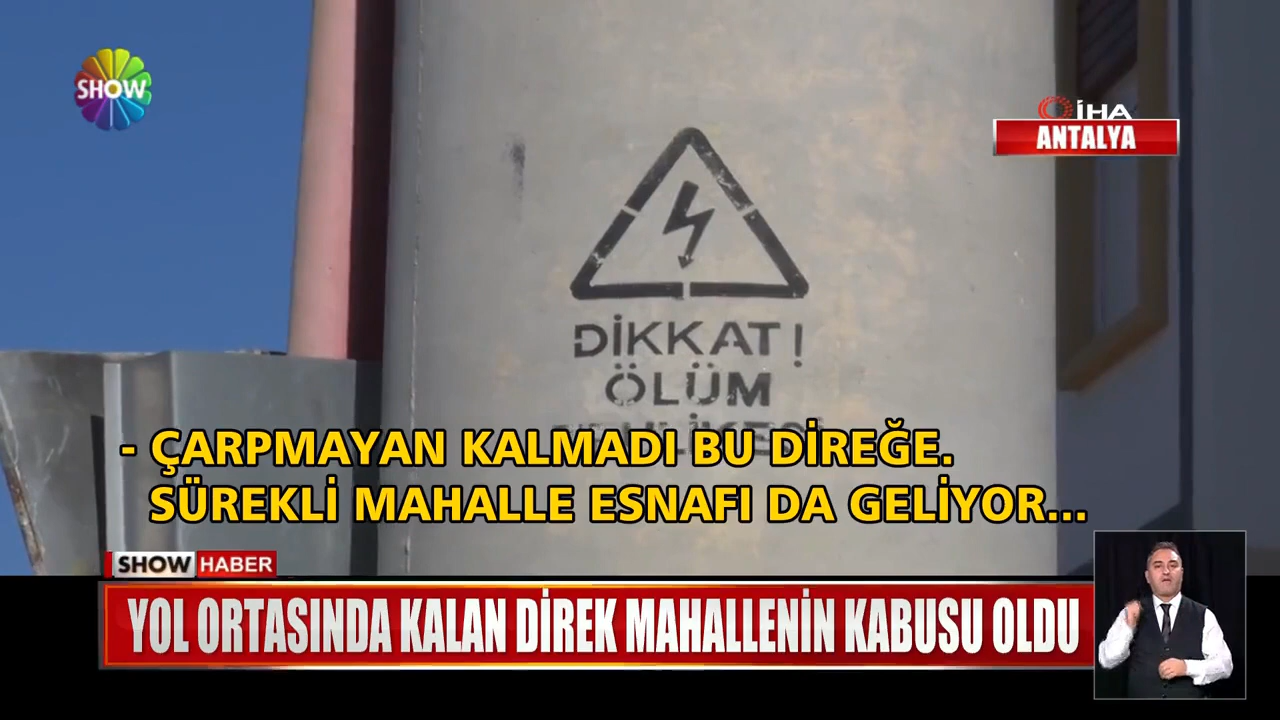 SHOW
İHA
ANTALYA
DİKKAT!
ÖLÜM
- ÇARPMAYAN KALMADI BU DİREĞE.
SÜREKLİ MAHALLE ESNAFI DA GELİYOR...
SHOW HABER
YOL ORTASINDA KALAN DİREK MAHALLENİN KABUSU OLDU